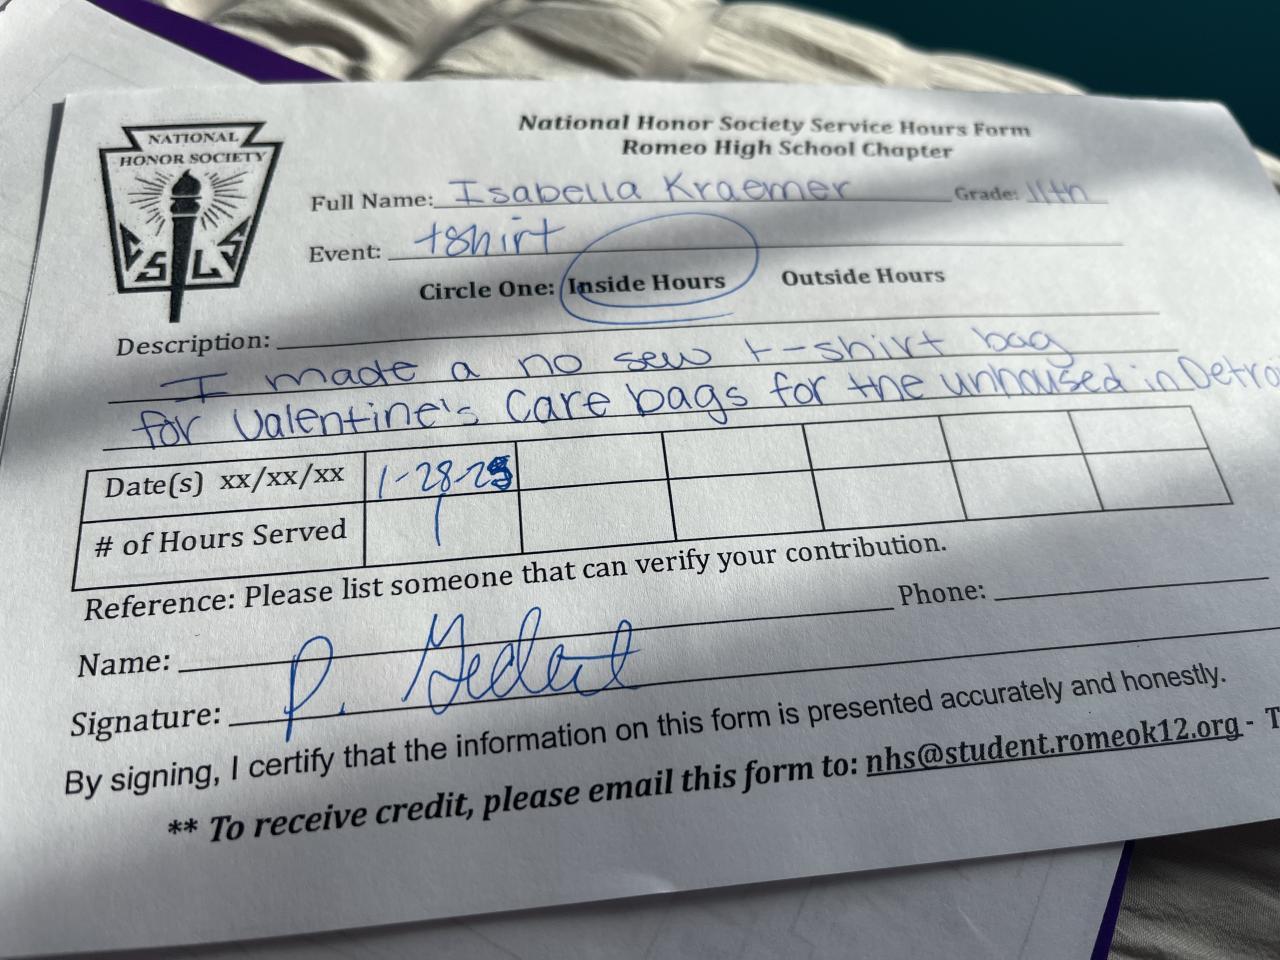 NATIONAL
HONOR SOCIETY
C S L S
National Honor Society Service Hours Form
Romeo High School Chapter
Full Name: Isabella Kraemer Grade: 11th
Event: tshirt
Circle One: Inside Hours Outside Hours
Description:
I made a no sew t-shirt bag
for Valentine's Care bags for the unhoused in Detroi
Date(s) xx/xx/xx 1-28-25
# of Hours Served 1
Reference: Please list someone that can verify your contribution.
Name: Phone:
Signature: P.
By signing, I certify that the information on this form is presented accurately and honestly.
** To receive credit, please email this form to: nhs@student.romeok12.org - T